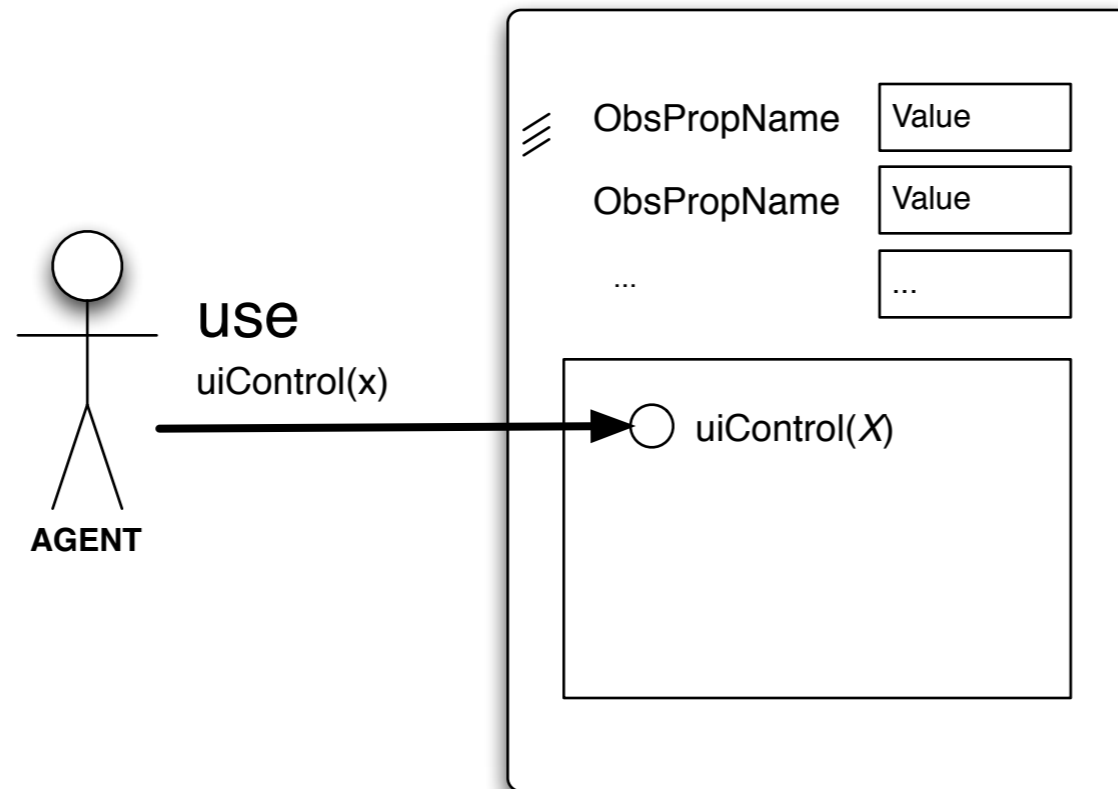 ObsPropName Value
ObsPropName Value
... ...
use
uiControl(x)
uiControl(X)
AGENT